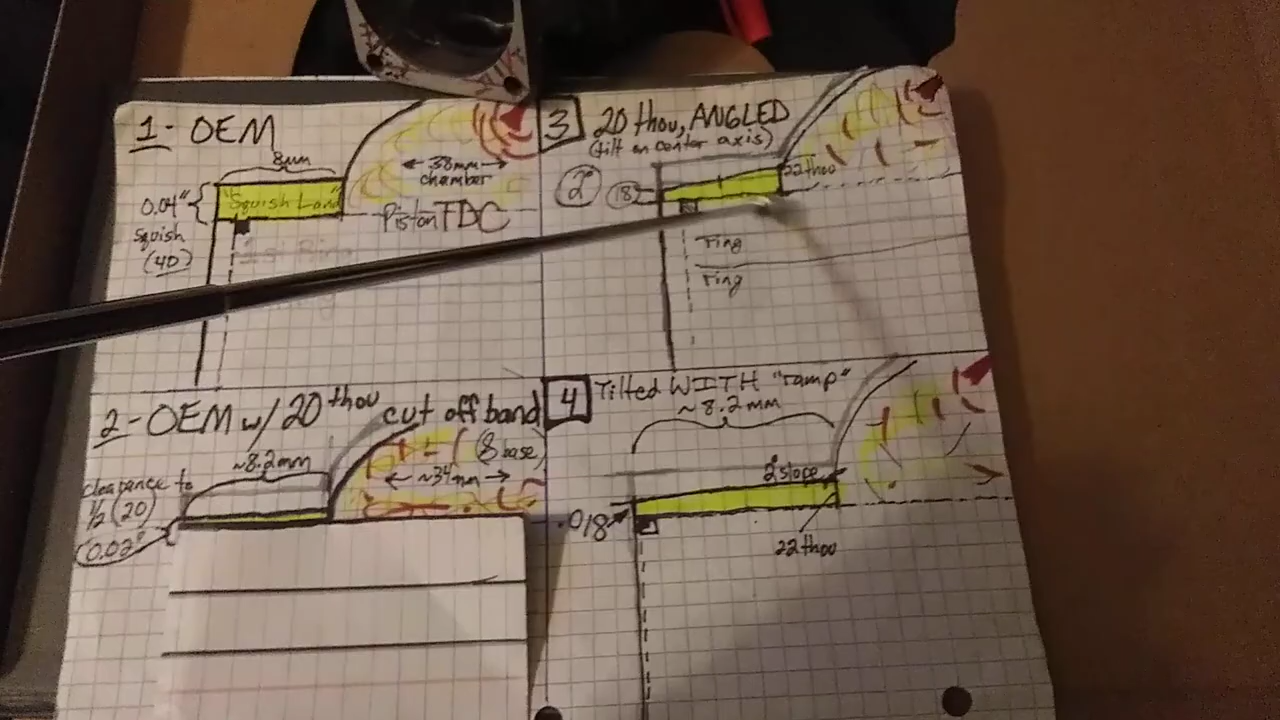 1- OEM
8mm
0.04"
"Squish Land"
squish
(40)
38mm
chamber
Piston TDC
3 20 thou, ANGLED
(tilt on center axis)
2°
18
22 thou
ring
ring
2- OEM w/ 20 thou cut off band
~8.2mm
(8 base)
~34mm
clearance to
1/2 (20)
0.02"
4 Tilted WITH "ramp"
~8.2mm
2° slope
.018
22 thou